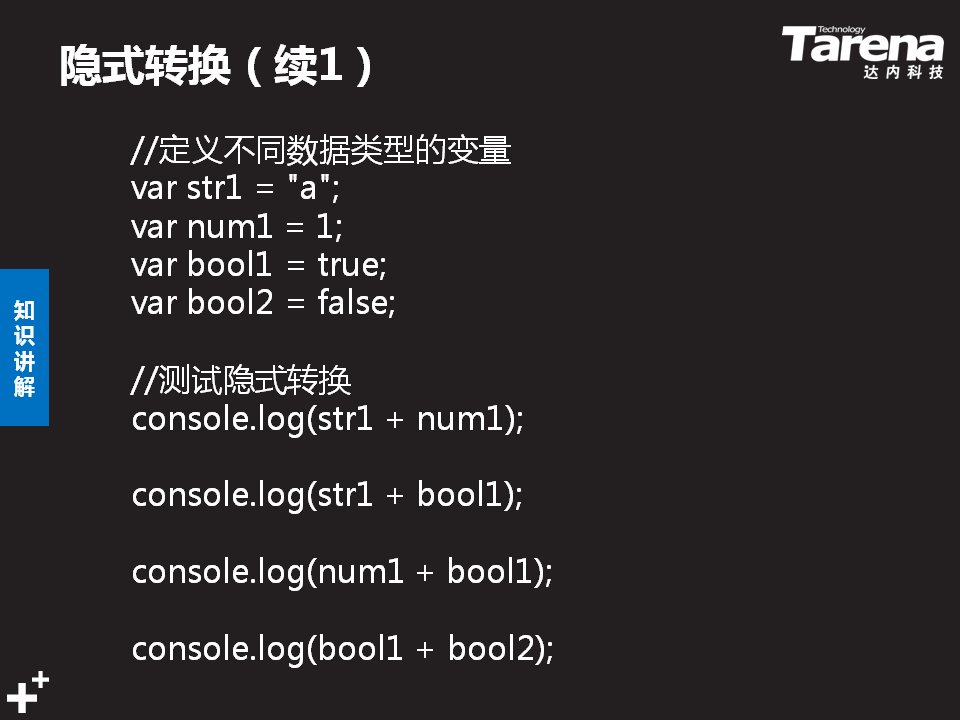 隐式转换（续1）
Technology
Tarena
达内科技
//定义不同数据类型的变量
var str1 = "a";
var num1 = 1;
var bool1 = true;
var bool2 = false;
知识讲解
//测试隐式转换
console.log(str1 + num1);
console.log(str1 + bool1);
console.log(num1 + bool1);
console.log(bool1 + bool2);